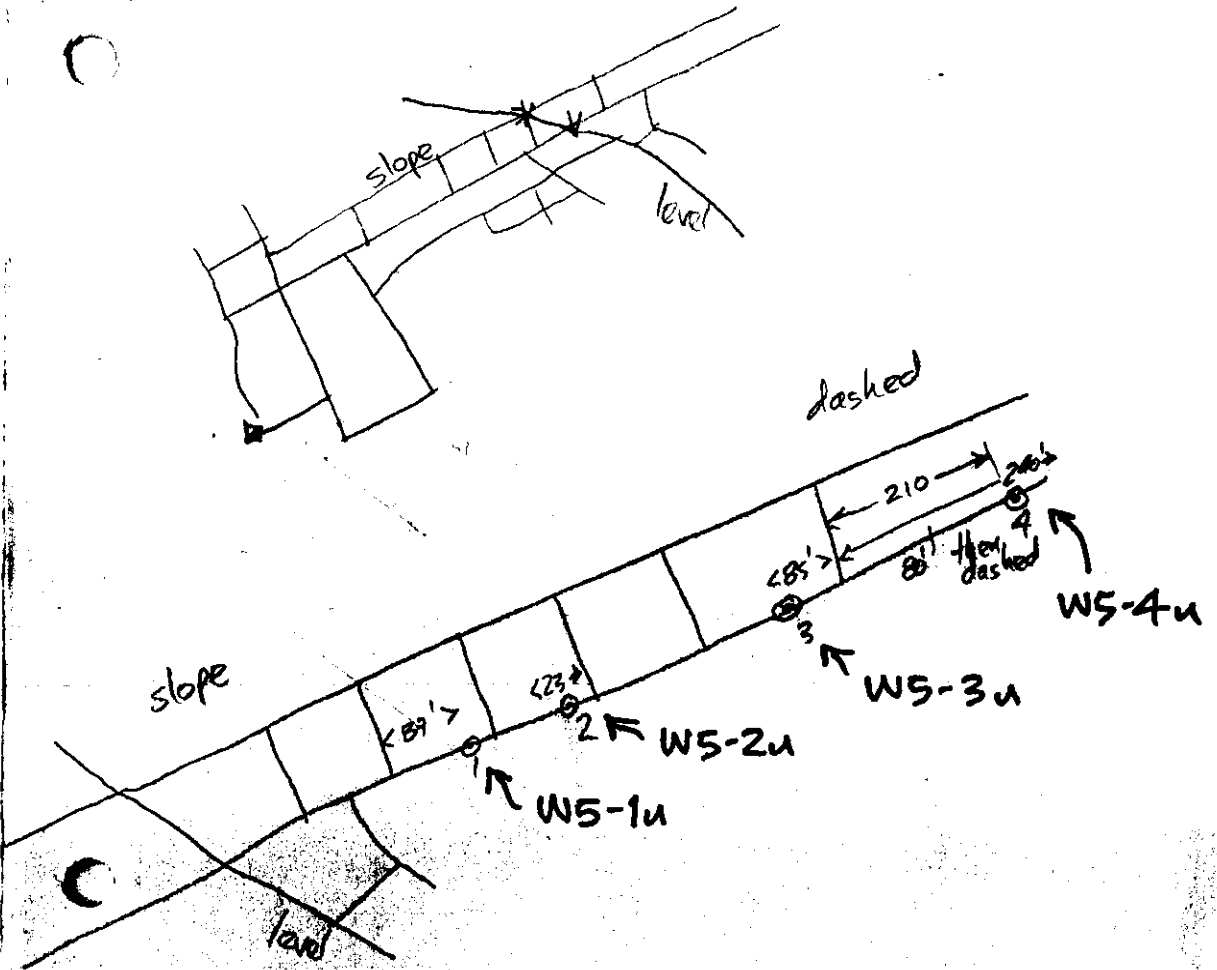 slope
level
dashed
210
240'
4
80' then
dashed
<85'>
3
W5-4u
W5-3u
slope
<23>
2
W5-2u
<89'>
1
W5-1u
level